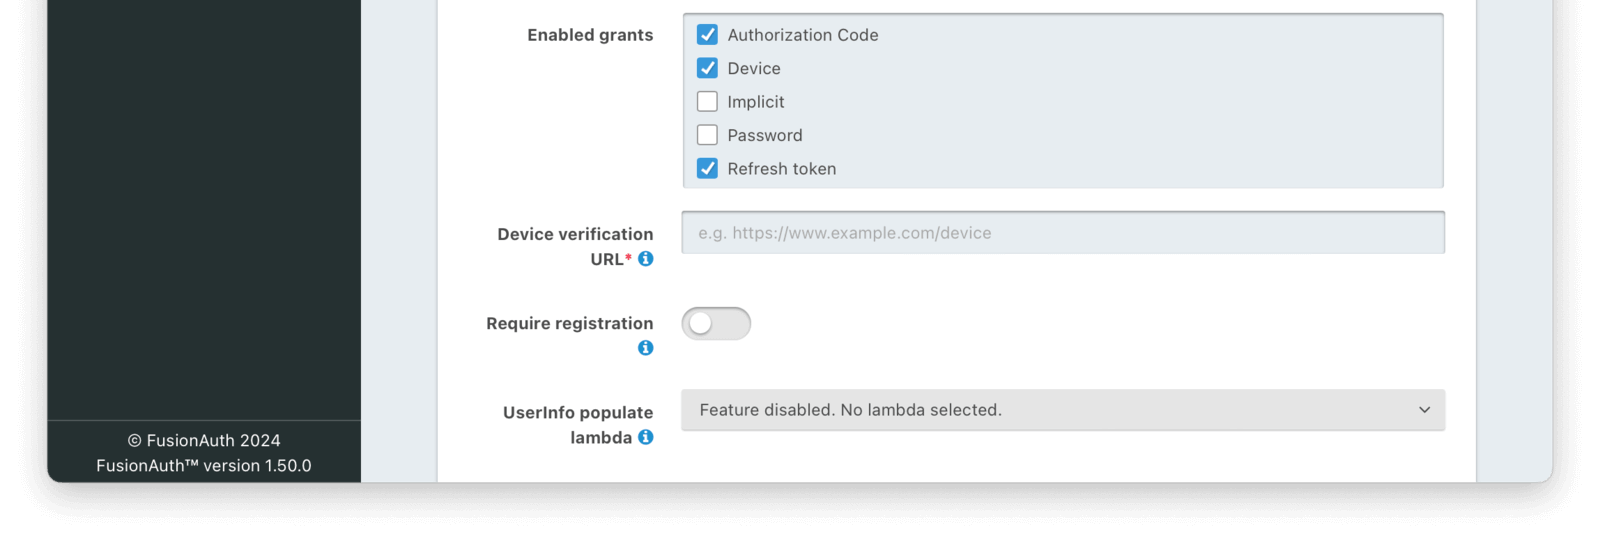 Enabled grants
Authorization Code
Device
Implicit
Password
Refresh token
Device verification
URL*
e.g. https://www.example.com/device
Require registration
UserInfo populate
lambda
Feature disabled. No lambda selected.
© FusionAuth 2024
FusionAuth™ version 1.50.0